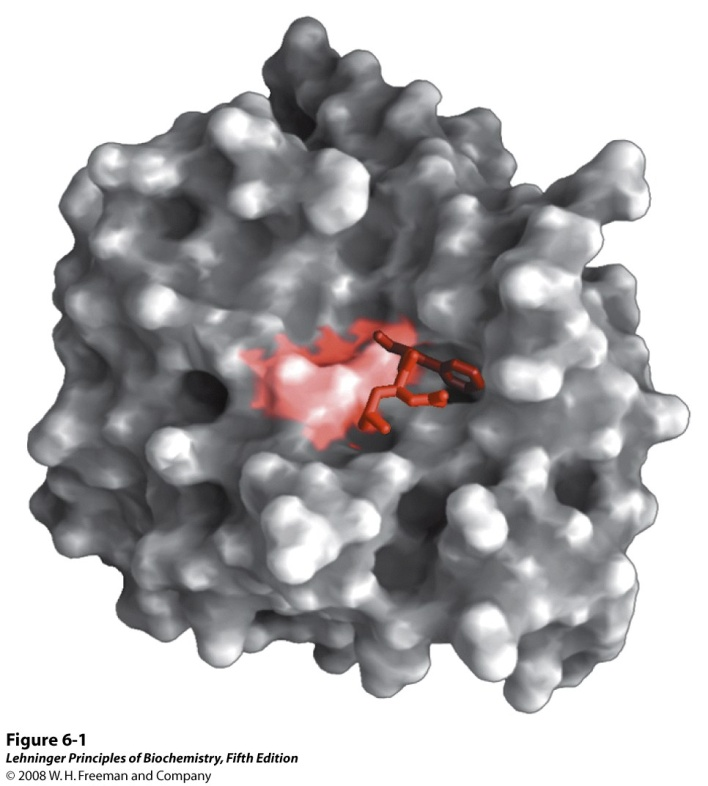 Figure 6-1
Lehninger Principles of Biochemistry, Fifth Edition
© 2008 W. H. Freeman and Company